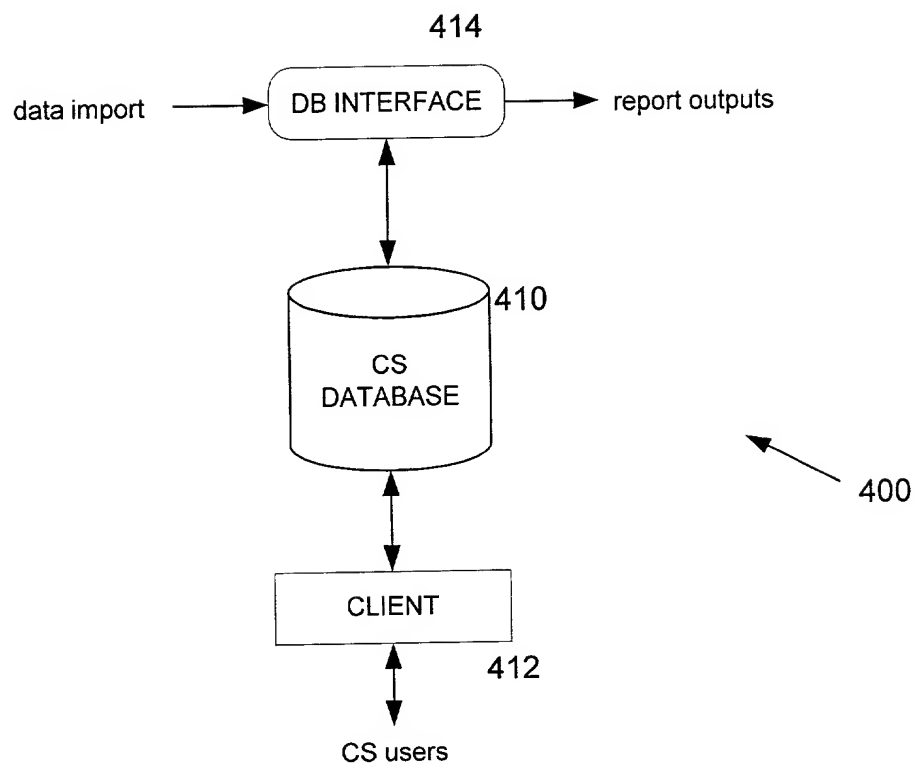 414
data import
DB INTERFACE
report outputs
410
CS
DATABASE
400
CLIENT
412
CS users